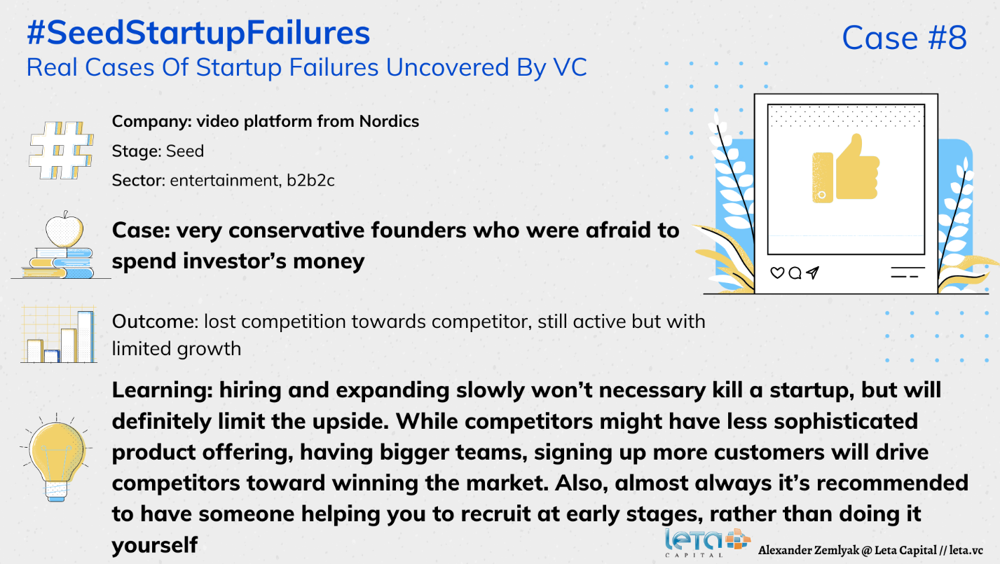 #SeedStartupFailures
Case #8
Real Cases Of Startup Failures Uncovered By VC
Company: video platform from Nordics
Stage: Seed
Sector: entertainment, b2b2c
Case: very conservative founders who were afraid to
spend investor’s money
Outcome: lost competition towards competitor, still active but with
limited growth
Learning: hiring and expanding slowly won’t necessary kill a startup, but will
definitely limit the upside. While competitors might have less sophisticated
product offering, having bigger teams, signing up more customers will drive
competitors toward winning the market. Also, almost always it’s recommended
to have someone helping you to recruit at early stages, rather than doing it
yourself
leta
CAPITAL
Alexander Zemlyak @ Leta Capital // leta.vc